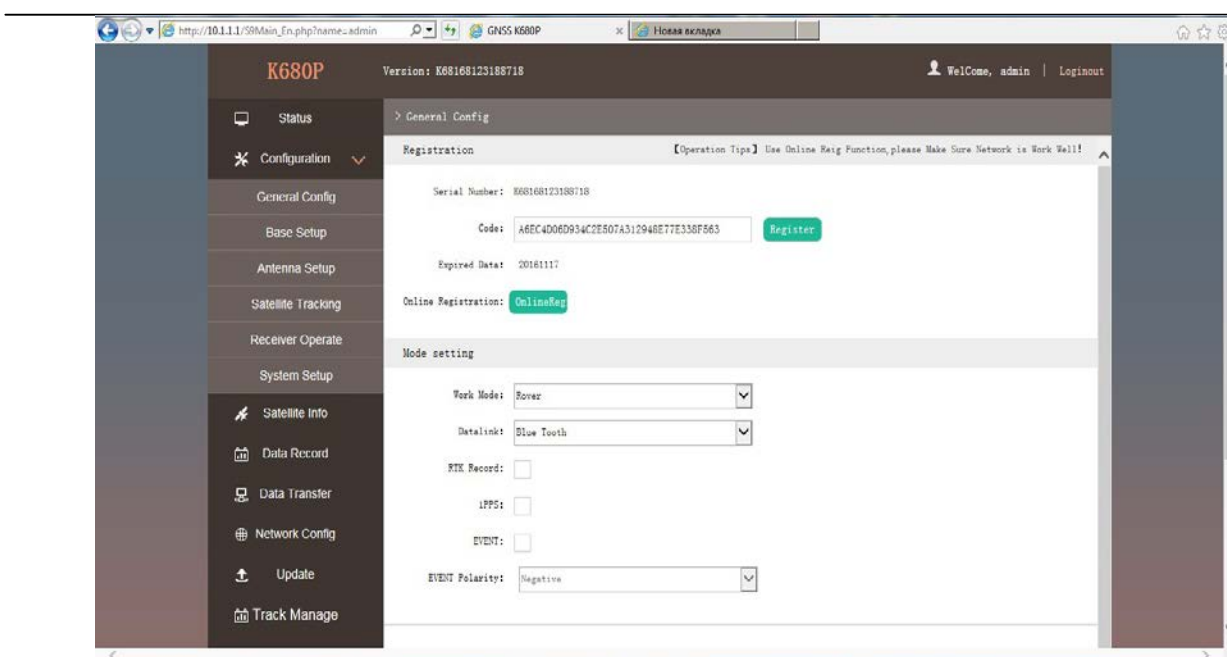 http://10.1.1.1/S9Main_En.php?name=admin
GNSS K680P
Новая вкладка
K680P
Version: K68168123188718
WelCome, admin | Loginout
Status
> General Config
Configuration
Registration
【Operation Tips】 Use Online Reig Function,please Make Sure Network is Work Well!
General Config
Serial Number: K68168123188718
Base Setup
Code: A6EC4D06D934C2E507A312948E77E338F563
Register
Antenna Setup
Expired Data: 20161117
Satellite Tracking
Online Registration: OnlineReg
Receiver Operate
Mode setting
System Setup
Work Mode: Rover
Satellite Info
Datalink: Blue Tooth
Data Record
RTK Record:
Data Transfer
1PPS:
Network Config
EVENT:
Update
EVENT Polarity: Negative
Track Manage